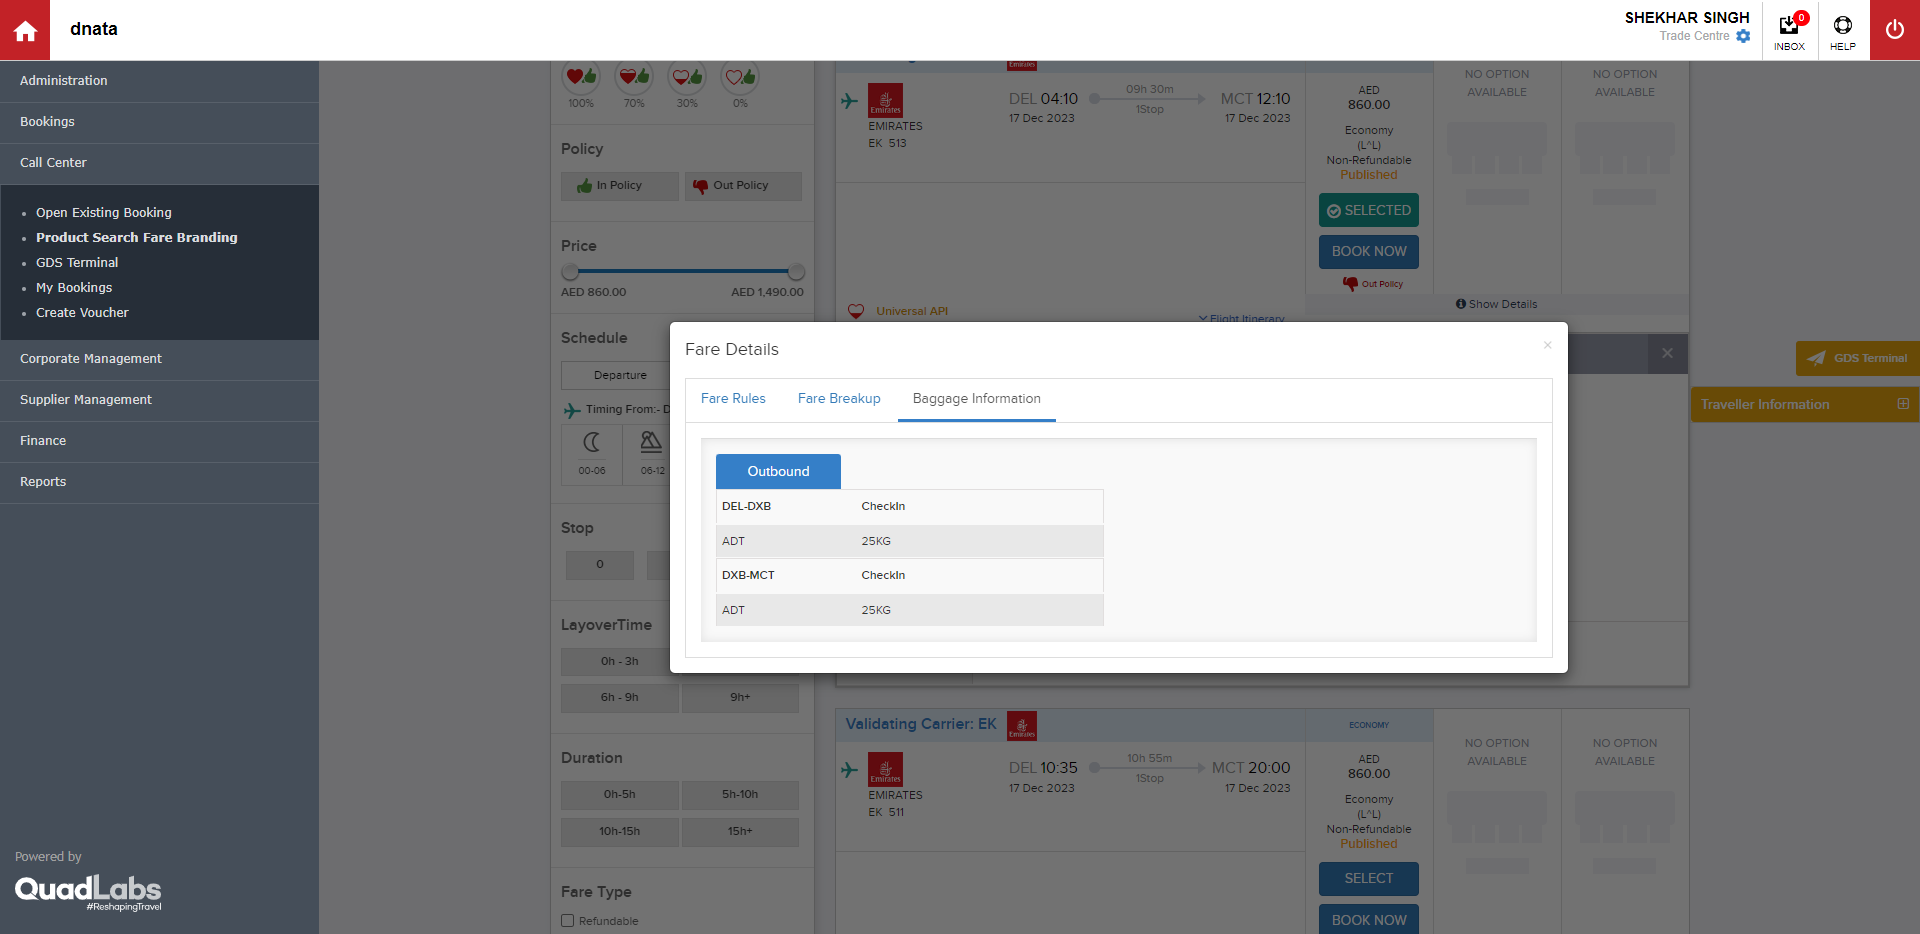 dnata
SHEKHAR SINGH
Trade Centre
0
INBOX
HELP
Administration
Bookings
Call Center
Open Existing Booking
Product Search Fare Branding
GDS Terminal
My Bookings
Create Voucher
Corporate Management
Supplier Management
Finance
Reports
Powered by
QuadLabs
#ReshapingTravel
100%
70%
30%
0%
Policy
In Policy
Out Policy
Price
AED 860.00
AED 1,490.00
Schedule
Departure
Timing From:- D
00-06
06-12
Stop
0
LayoverTime
0h - 3h
6h - 9h
9h+
Duration
0h-5h
5h-10h
10h-15h
15h+
Fare Type
Refundable
Emirates
EMIRATES
EK 513
DEL 04:10
17 Dec 2023
09h 30m
1Stop
MCT 12:10
17 Dec 2023
AED
860.00
Economy
(L^L)
Non-Refundable
Published
SELECTED
BOOK NOW
Out Policy
NO OPTION
AVAILABLE
NO OPTION
AVAILABLE
Universal API
Flight Itinerary
Show Details
Fare Details
×
Fare Rules
Fare Breakup
Baggage Information
Outbound
DEL-DXB
CheckIn
ADT
25KG
DXB-MCT
CheckIn
ADT
25KG
GDS Terminal
Traveller Information
Validating Carrier: EK
Emirates
ECONOMY
Emirates
EMIRATES
EK 511
DEL 10:35
17 Dec 2023
10h 55m
1Stop
MCT 20:00
17 Dec 2023
AED
860.00
Economy
(L^L)
Non-Refundable
Published
SELECT
BOOK NOW
NO OPTION
AVAILABLE
NO OPTION
AVAILABLE